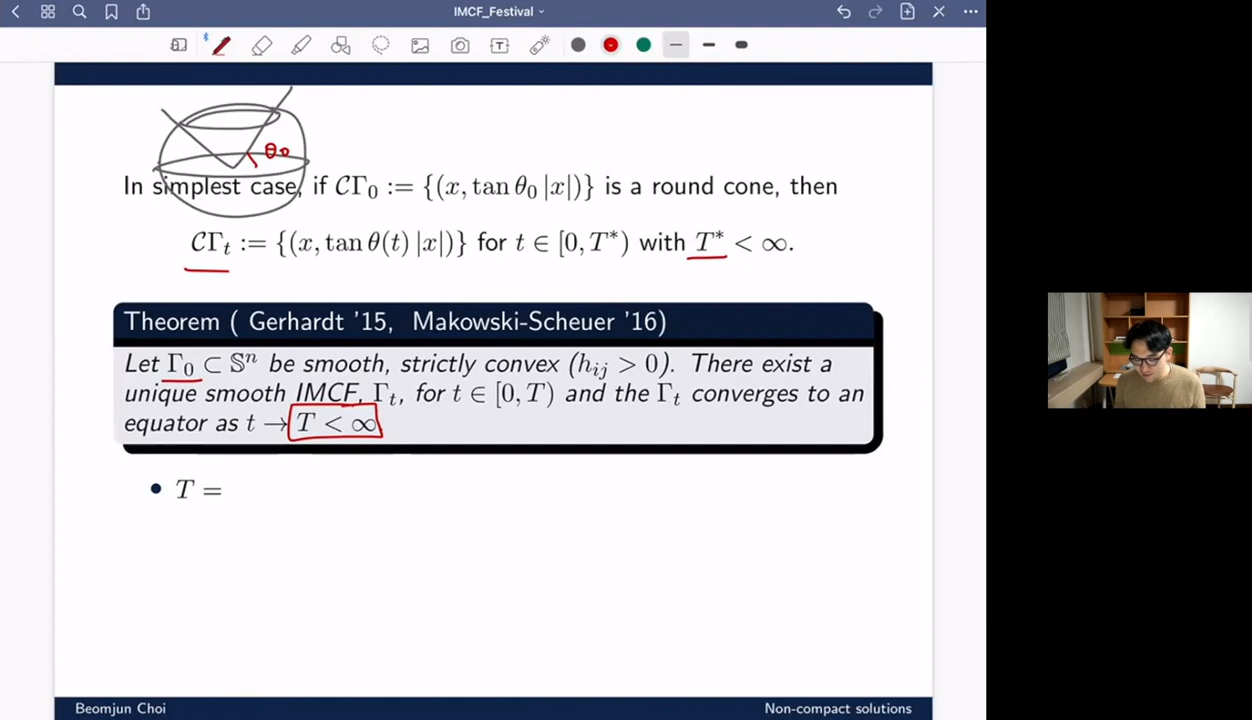 IMCF_Festival
θ₀
In simplest case, if 𝒞Γ₀ := {(x, tan θ₀ |x|)} is a round cone, then
𝒞Γₜ := {(x, tan θ(t) |x|)} for t ∈ [0, T*) with T* < ∞.
Theorem ( Gerhardt '15, Makowski-Scheuer '16)
Let Γ₀ ⊂ 𝕊ⁿ be smooth, strictly convex (hᵢⱼ > 0). There exist a
unique smooth IMCF, Γₜ, for t ∈ [0, T) and the Γₜ converges to an
equator as t → T < ∞.
• T =
Beomjun Choi
Non-compact solutions